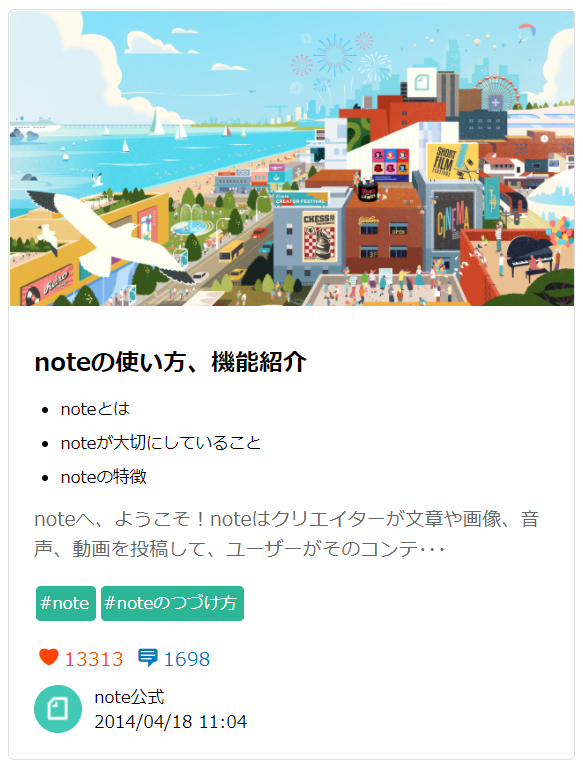 CREATOR FESTIVAL
SHORT
FILM
FESTIVAL
CHESS!!
OPEN
CINEMA
noteの使い方、機能紹介
noteとは
noteが大切にしていること
noteの特徴
noteへ、ようこそ！noteはクリエイターが文章や画像、音
声、動画を投稿して、ユーザーがそのコンテ･･･
#note #noteのつづけ方
13313 1698
note公式
2014/04/18 11:04